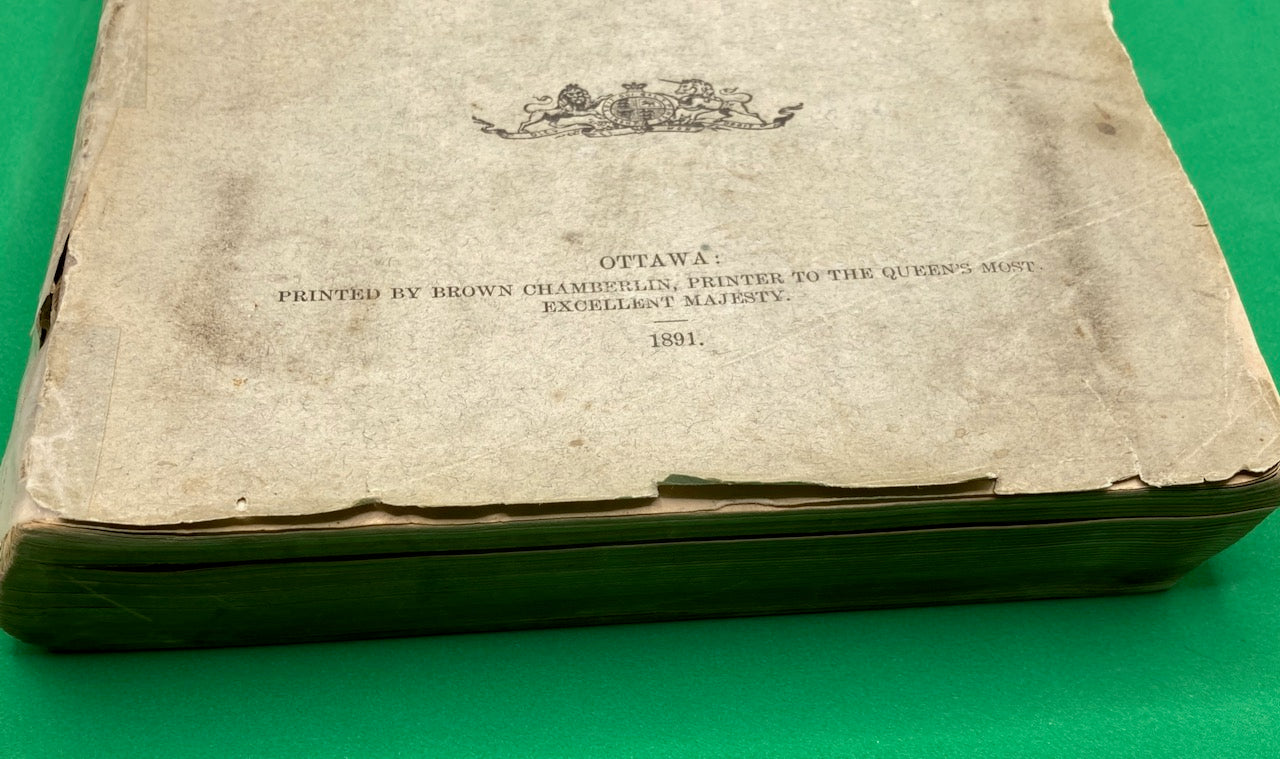 OTTAWA:
PRINTED BY BROWN CHAMBERLIN, PRINTER TO THE QUEEN'S MOST
EXCELLENT MAJESTY.
1891.